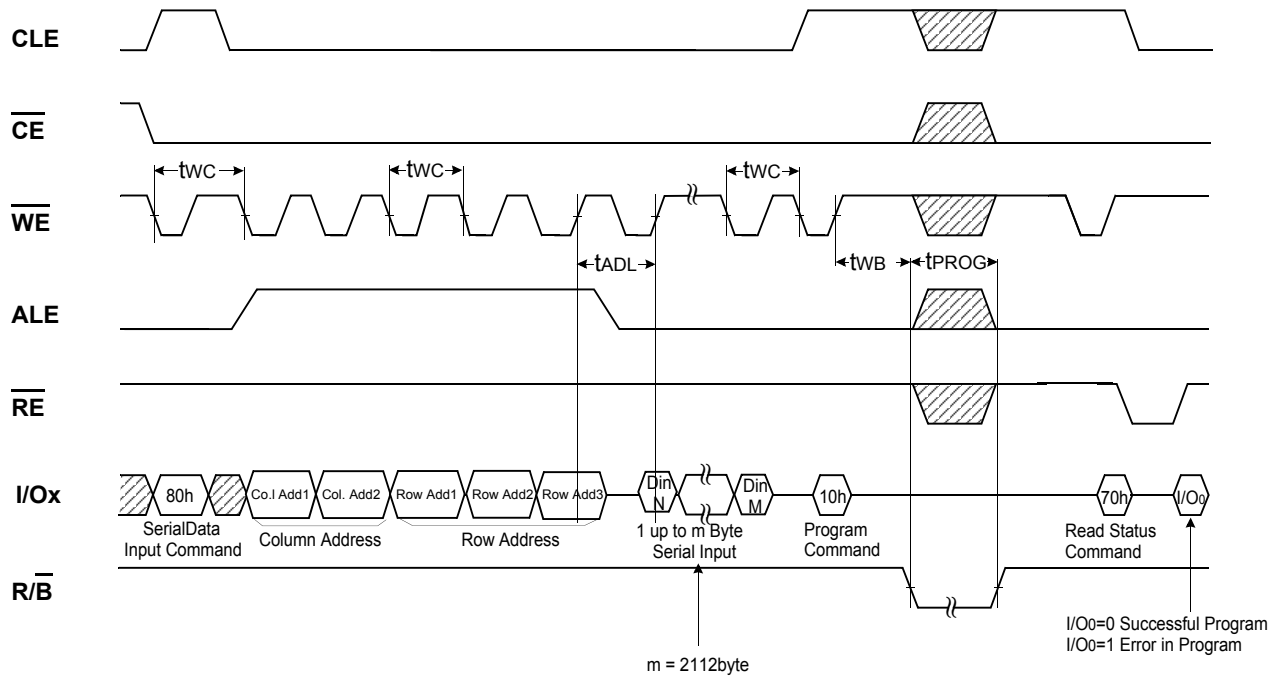 CLE
CE
tWC
tWC
tWC
WE
tADL
tWB
tPROG
ALE
RE
I/Ox
80h
Co.l Add1
Col. Add2
Row Add1
Row Add2
Row Add3
Din
N
Din
M
10h
70h
I/O0
SerialData
Input Command
Column Address
Row Address
1 up to m Byte
Serial Input
Program
Command
Read Status
Command
R/B
I/O0=0 Successful Program
I/O0=1 Error in Program
m = 2112byte